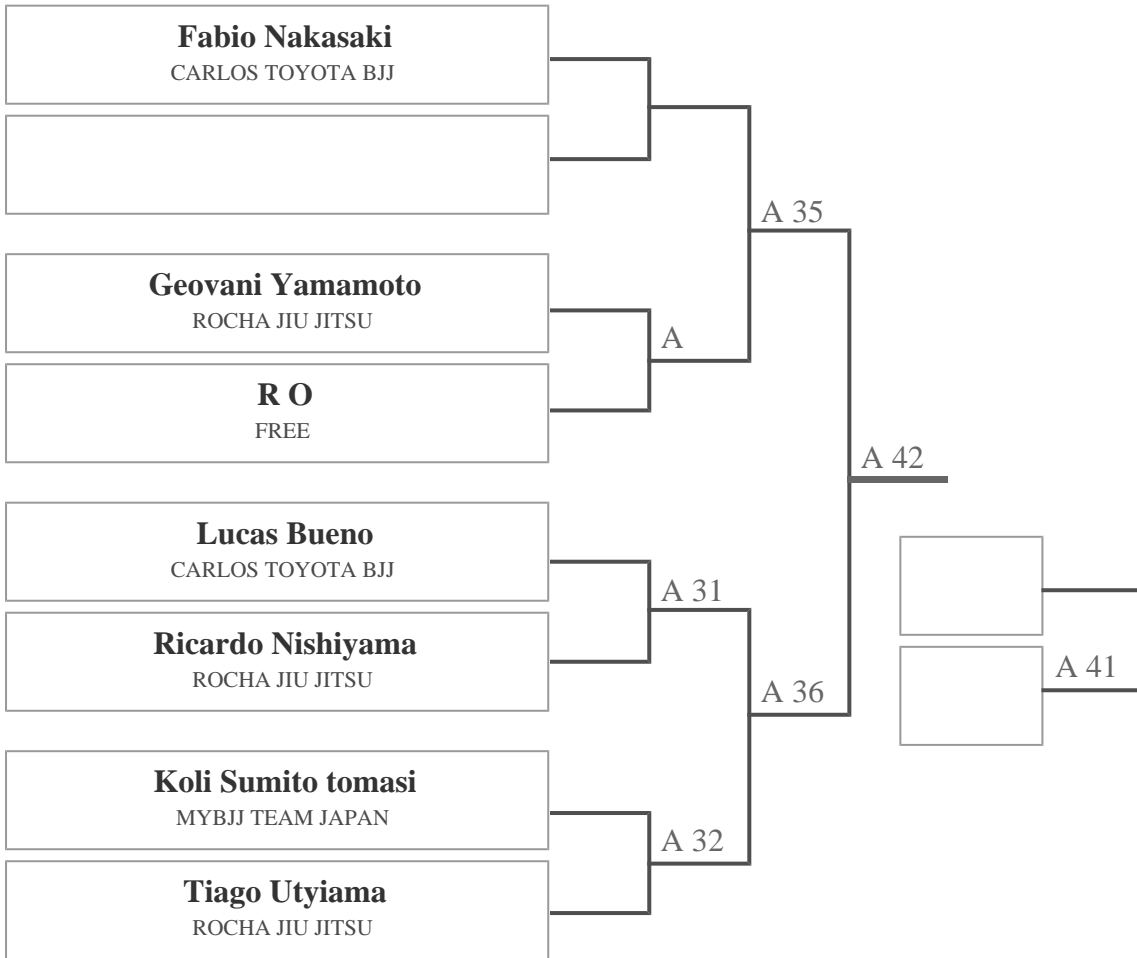 Fabio Nakasaki
CARLOS TOYOTA BJJ
A 35
Geovani Yamamoto
ROCHA JIU JITSU
A
R O
FREE
A 42
Lucas Bueno
CARLOS TOYOTA BJJ
A 31
Ricardo Nishiyama
ROCHA JIU JITSU
A 36
A 41
Koli Sumito tomasi
MYBJJ TEAM JAPAN
A 32
Tiago Utyiama
ROCHA JIU JITSU